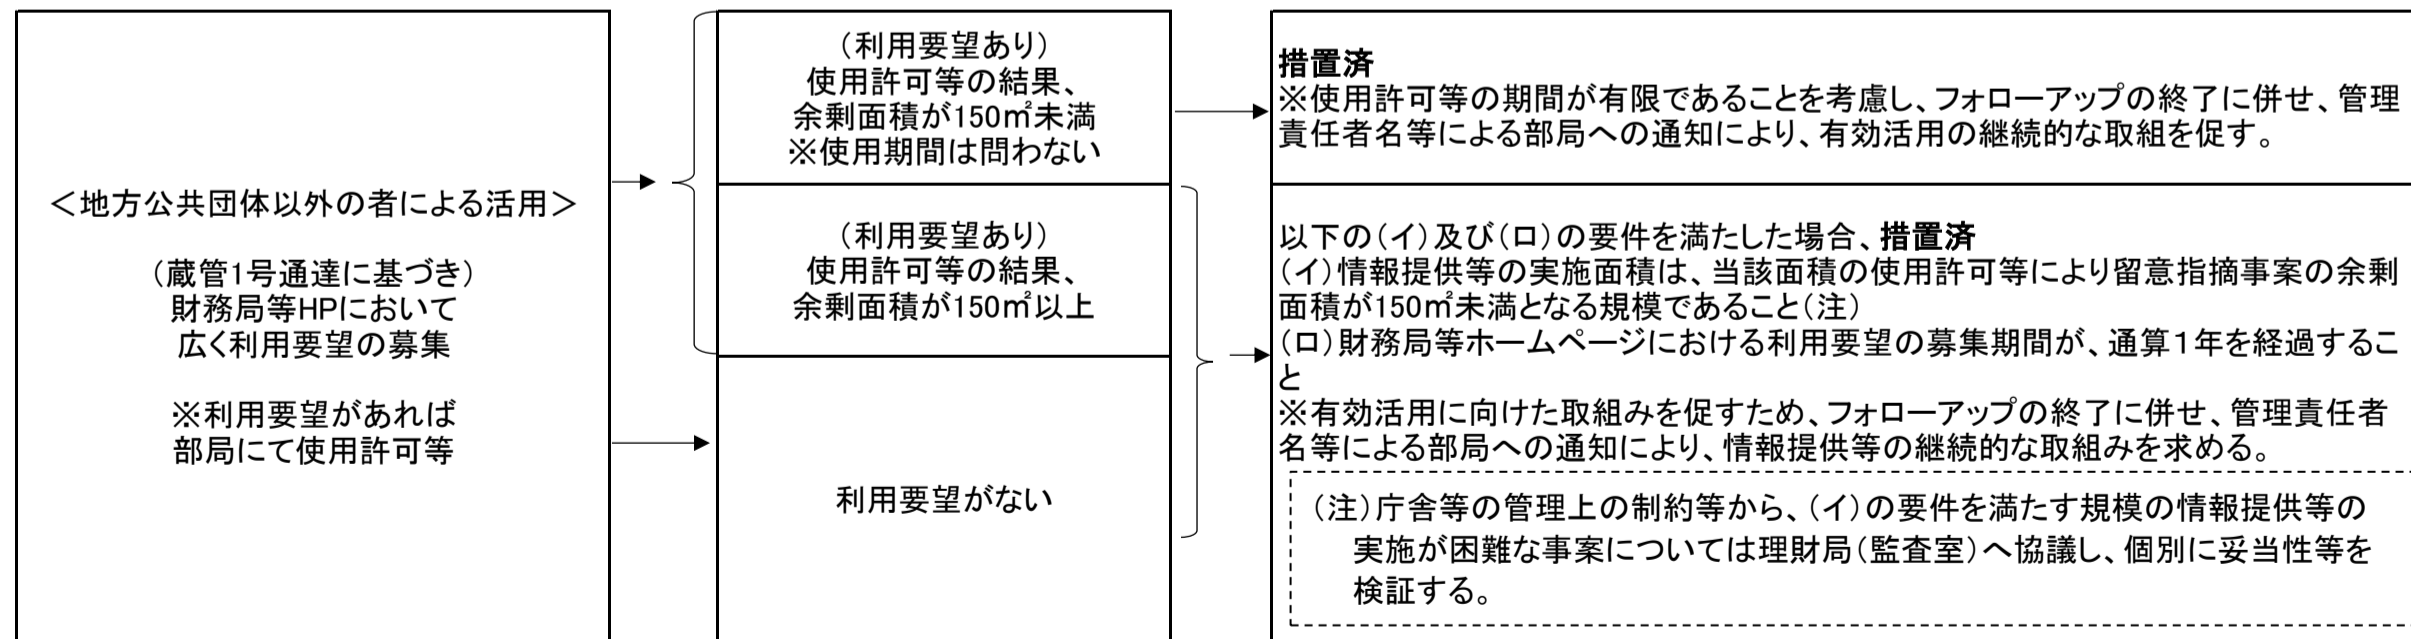 ＜地方公共団体以外の者による活用＞
（蔵管1号通達に基づき）
財務局等HPにおいて
広く利用要望の募集
※利用要望があれば
部局にて使用許可等
（利用要望あり）
使用許可等の結果、
余剰面積が150㎡未満
※使用期間は問わない
（利用要望あり）
使用許可等の結果、
余剰面積が150㎡以上
利用要望がない
措置済
※使用許可等の期間が有限であることを考慮し、フォローアップの終了に併せ、管理
責任者名等による部局への通知により、有効活用の継続的な取組を促す。
以下の（イ）及び（ロ）の要件を満たした場合、措置済
（イ）情報提供等の実施面積は、当該面積の使用許可等により留意指摘事案の余剰
面積が150㎡未満となる規模であること（注）
（ロ）財務局等ホームページにおける利用要望の募集期間が、通算１年を経過するこ
と
※有効活用に向けた取組みを促すため、フォローアップの終了に併せ、管理責任者
名等による部局への通知により、情報提供等の継続的な取組みを求める。
（注）庁舎等の管理上の制約等から、（イ）の要件を満たす規模の情報提供等の
実施が困難な事案については理財局（監査室）へ協議し、個別に妥当性等を
検証する。